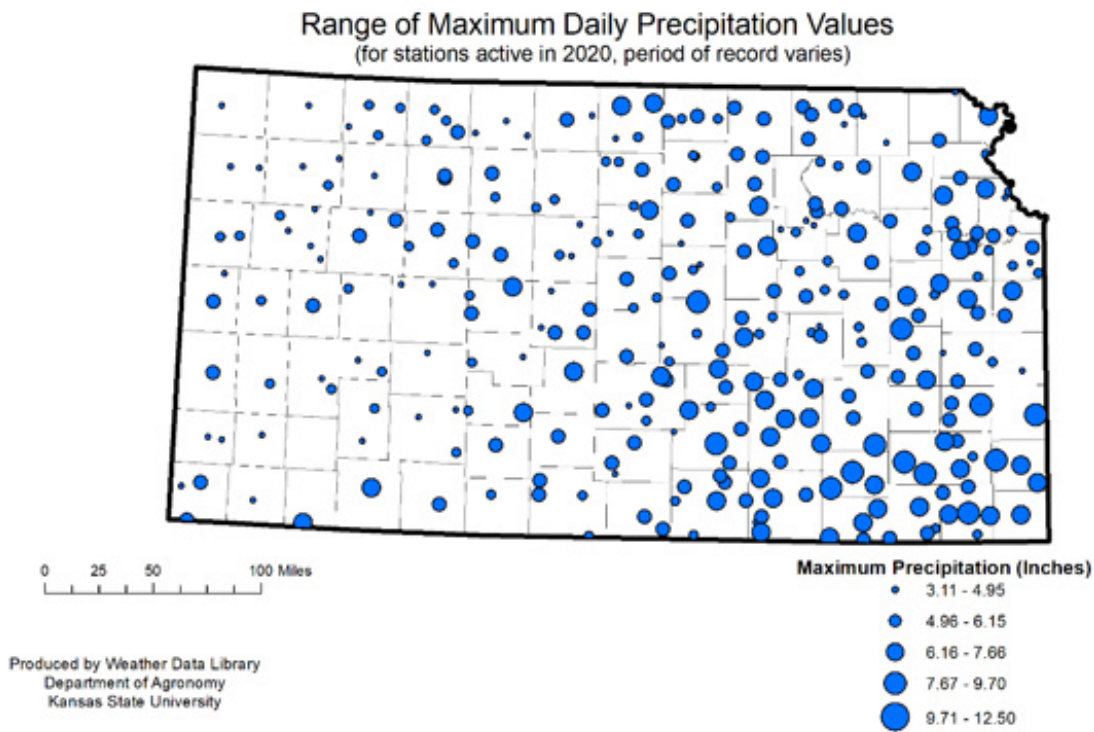 Range of Maximum Daily Precipitation Values
(for stations active in 2020, period of record varies)
0 25 50 100 Miles
Maximum Precipitation (Inches)
3.11 - 4.95
4.96 - 6.15
6.16 - 7.66
7.67 - 9.70
9.71 - 12.50
Produced by Weather Data Library
Department of Agronomy
Kansas State University